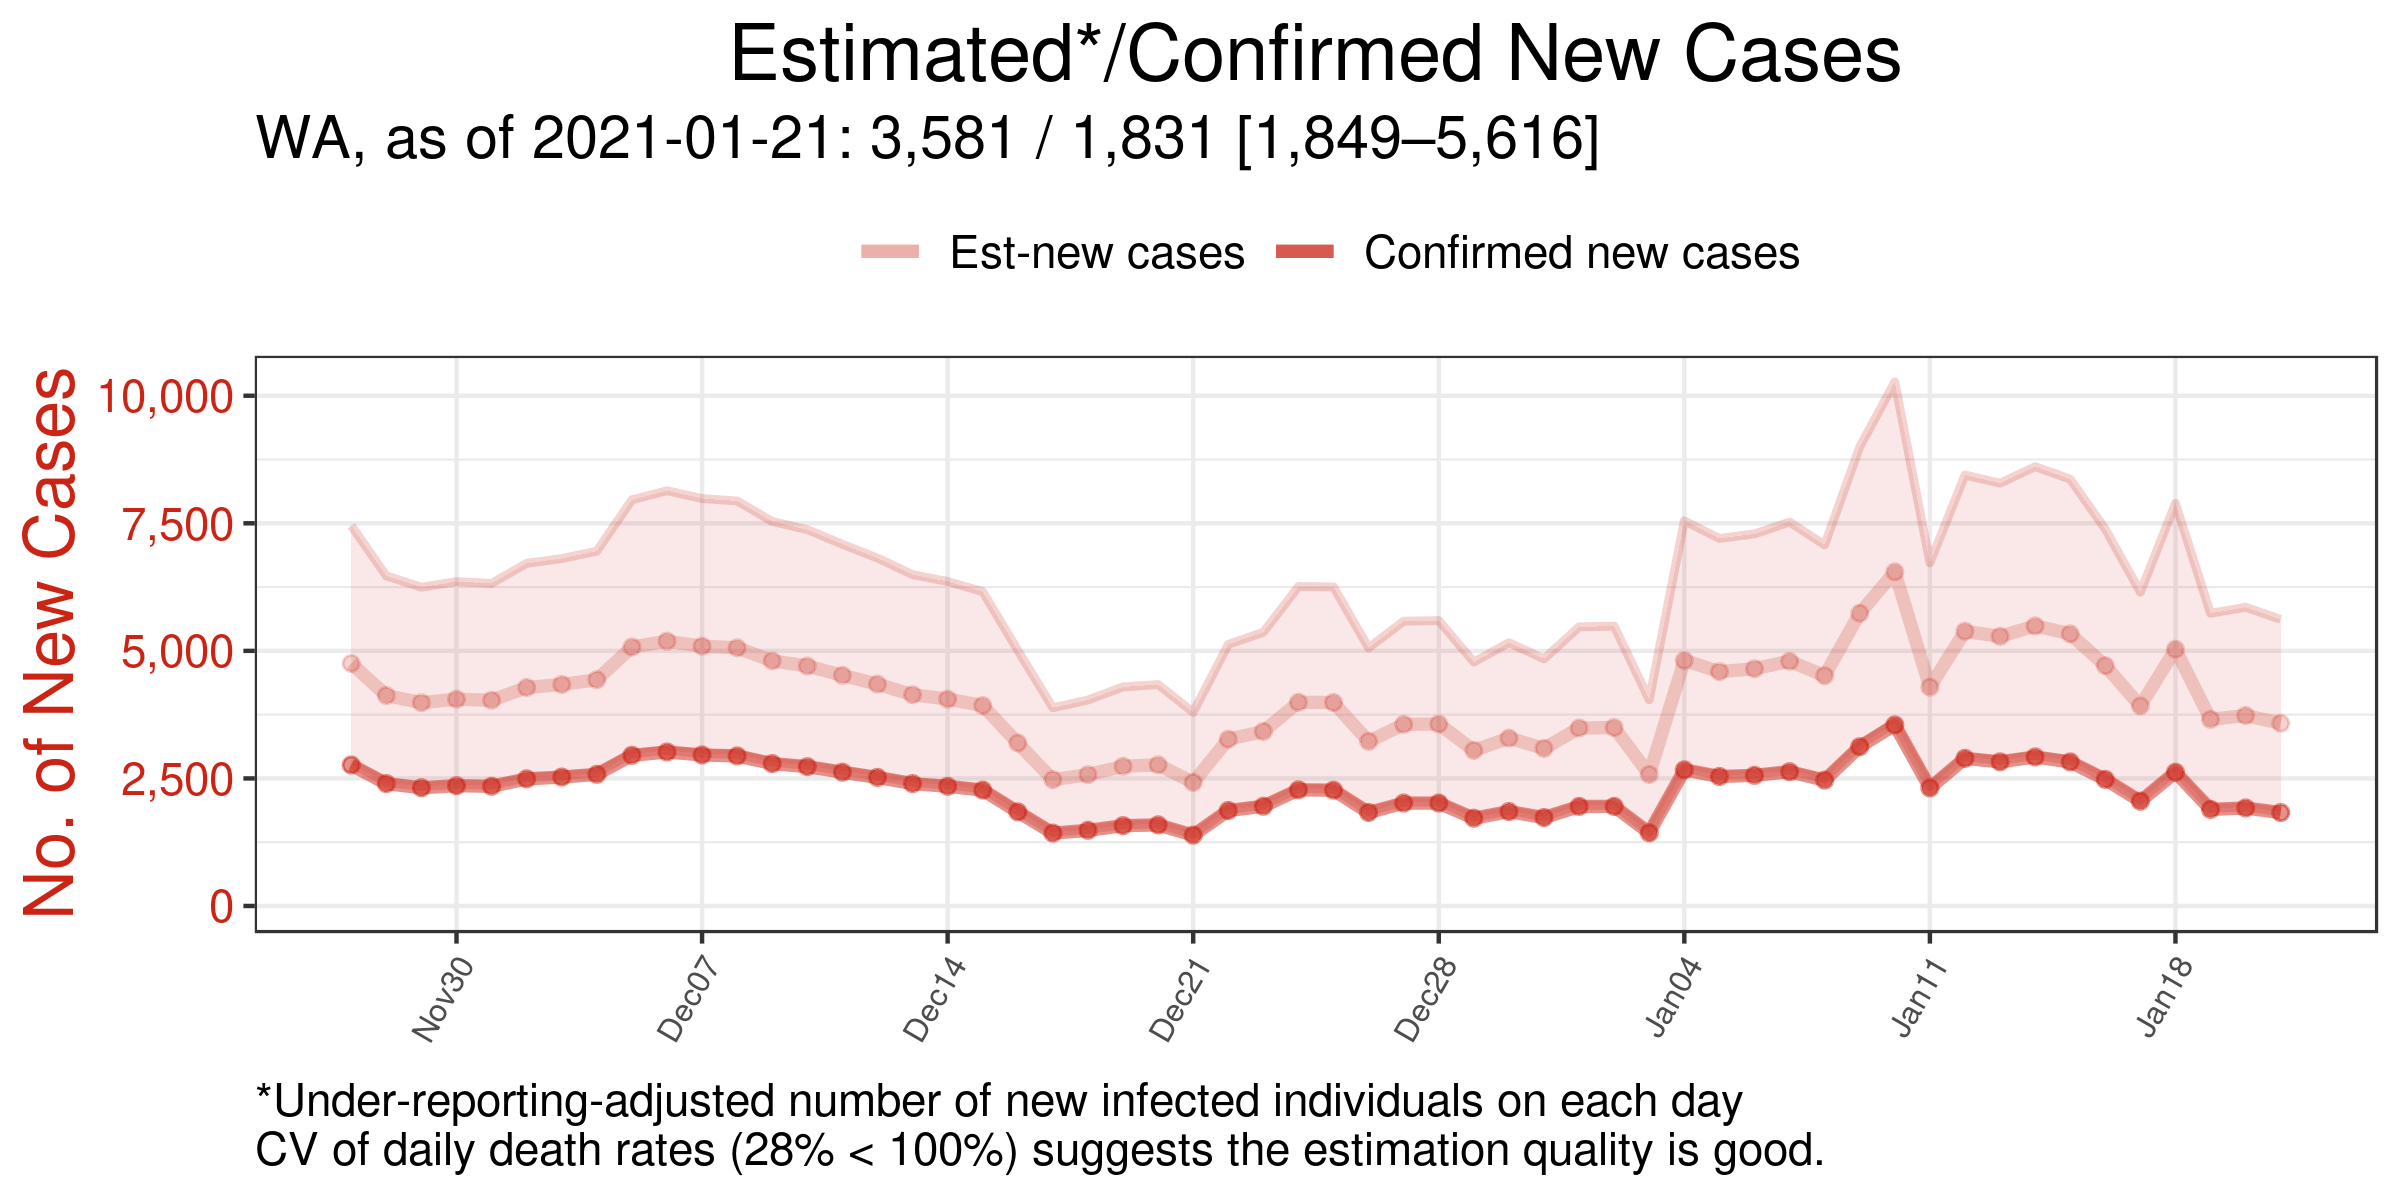 Estimated*/Confirmed New Cases
WA, as of 2021-01-21: 3,581 / 1,831 [1,849–5,616]
Est-new cases Confirmed new cases
No. of New Cases
10,000
7,500
5,000
2,500
0
Nov30 Dec07 Dec14 Dec21 Dec28 Jan04 Jan11 Jan18
*Under-reporting-adjusted number of new infected individuals on each day
CV of daily death rates (28% < 100%) suggests the estimation quality is good.